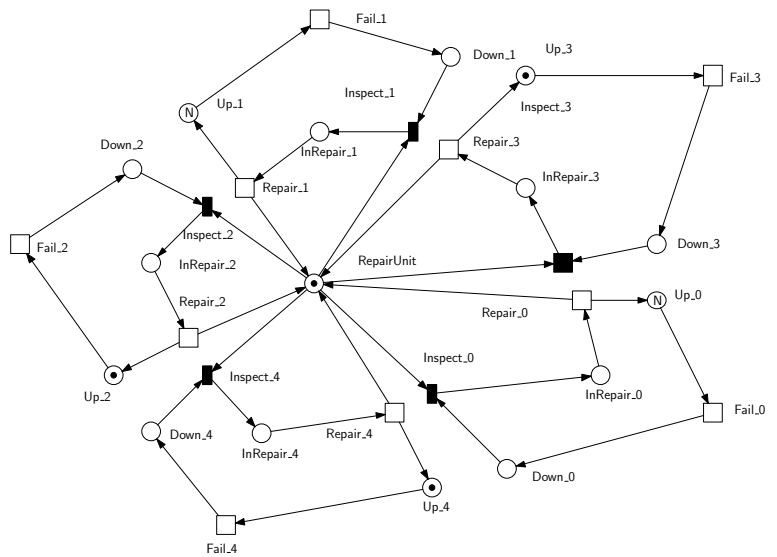 Fail_1
Down_1
Up_3
Fail_3
Inspect_1
Inspect_3
N
Up_1
Down_2
InRepair_1
Repair_3
Repair_1
InRepair_3
Fail_2
Inspect_2
Down_3
InRepair_2
RepairUnit
Repair_2
Repair_0
N
Up_0
Inspect_4
Inspect_0
Up_2
InRepair_0
Fail_0
Down_4
Repair_4
InRepair_4
Down_0
Up_4
Fail_4